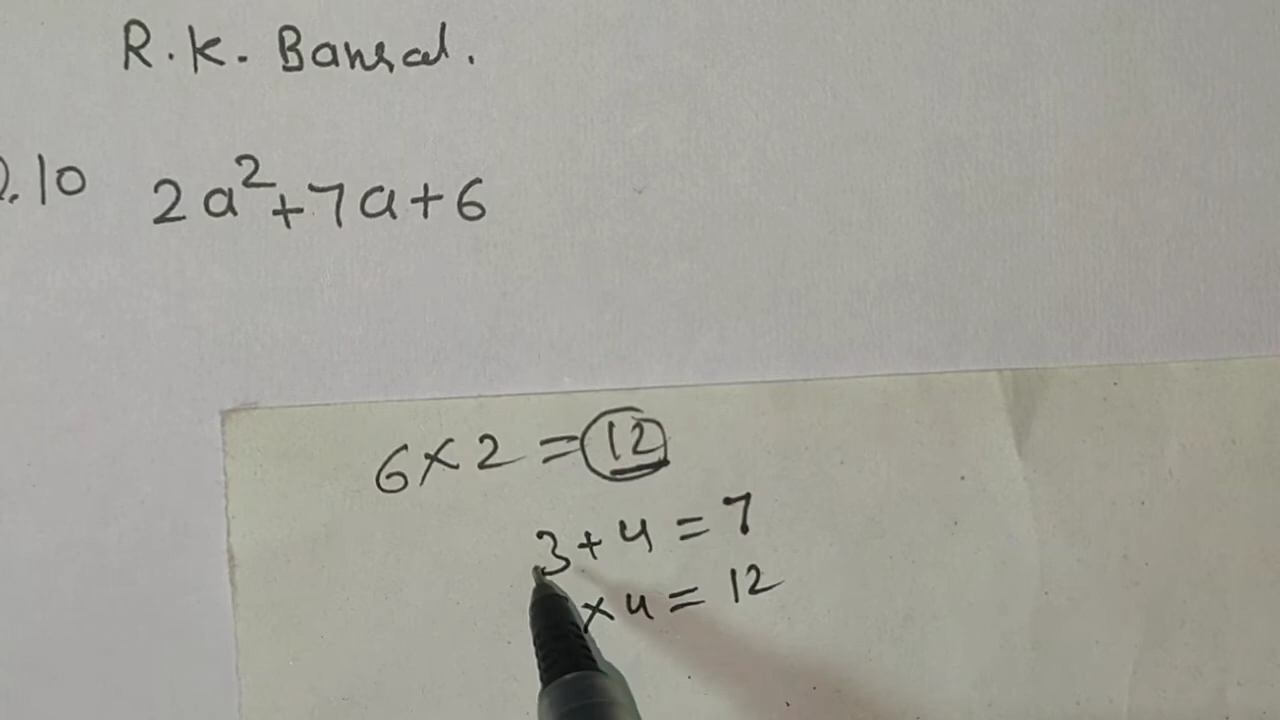 R.K. Bansal.
.10 2a²+7a+6
6×2=12
3+4=7
×4=12